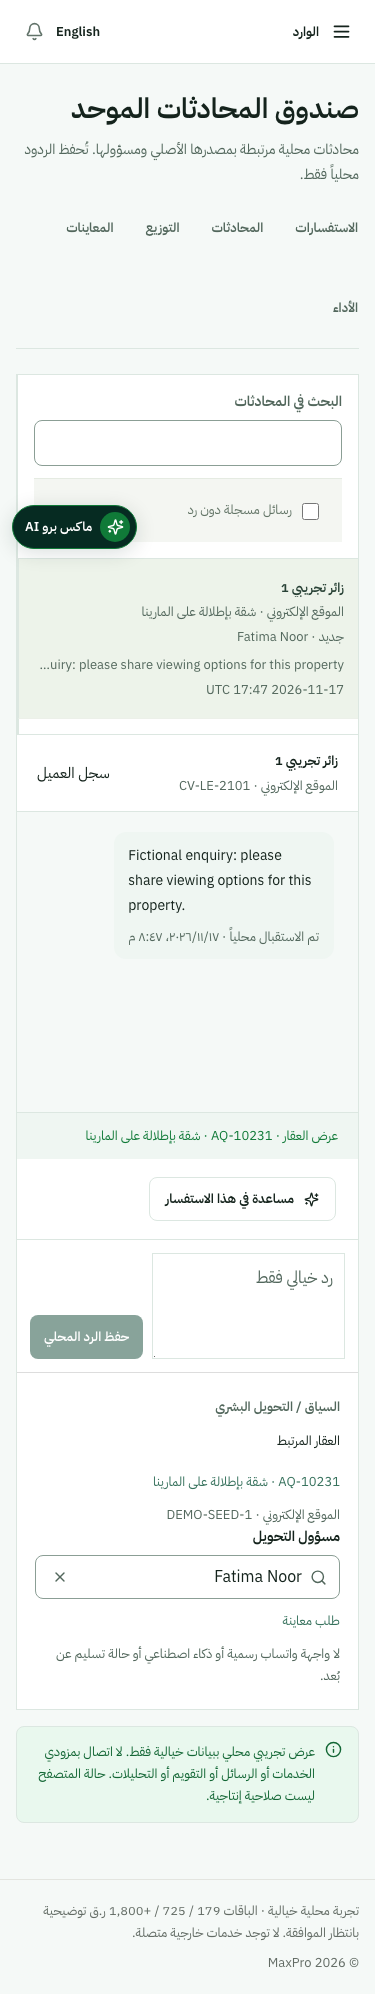 الوارد
English
صندوق المحادثات الموحد
محادثات محلية مرتبطة بمصدرها الأصلي ومسؤولها. تُحفظ الردود
محلياً فقط.
الاستفسارات
المحادثات
التوزيع
المعاينات
الأداء
البحث في المحادثات
رسائل مسجلة دون رد
ماكس برو AI
زائر تجريبي 1
الموقع الإلكتروني · شقة بإطلالة على المارينا
جديد · Fatima Noor
...uiry: please share viewing options for this property
2026-11-17 17:47 UTC
زائر تجريبي 1
الموقع الإلكتروني · CV-LE-2101
سجل العميل
Fictional enquiry: please
share viewing options for this
property.
تم الاستقبال محلياً · ٢٠٢٦/١١/١٧، ٨:٤٧ م
عرض العقار · AQ-10231 · شقة بإطلالة على المارينا
مساعدة في هذا الاستفسار
رد خيالي فقط
حفظ الرد المحلي
السياق / التحويل البشري
العقار المرتبط
AQ-10231 · شقة بإطلالة على المارينا
الموقع الإلكتروني · DEMO-SEED-1
مسؤول التحويل
Fatima Noor
طلب معاينة
لا واجهة واتساب رسمية أو ذكاء اصطناعي أو حالة تسليم عن
بُعد.
عرض تجريبي محلي ببيانات خيالية فقط. لا اتصال بمزودي
الخدمات أو الرسائل أو التقويم أو التحليلات. حالة المتصفح
ليست صلاحية إنتاجية.
تجربة محلية خيالية · الباقات 179 / 725 / +1,800 ر.ق توضيحية
بانتظار الموافقة. لا توجد خدمات خارجية متصلة.
© 2026 MaxPro